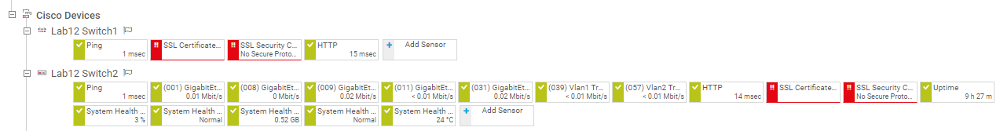 Cisco Devices
Lab12 Switch1
Ping SSL Certificate... SSL Security C... HTTP Add Sensor
1 msec No Secure Proto... 15 msec
Lab12 Switch2
Ping (001) GigabitEt... (008) GigabitEt... (009) GigabitEt... (011) GigabitEt... (031) GigabitEt... (039) Vlan1 Tr... (057) Vlan2 Tr... HTTP SSL Certificate... SSL Security C... Uptime
1 msec 0.01 Mbit/s 0 Mbit/s 0.02 Mbit/s < 0.01 Mbit/s 0.02 Mbit/s < 0.01 Mbit/s < 0.01 Mbit/s 14 msec No Secure Proto... 9 h 27 m
System Health ... System Health ... System Health ... System Health ... System Health ... Add Sensor
3 % Normal 0.52 GB Normal 24 °C